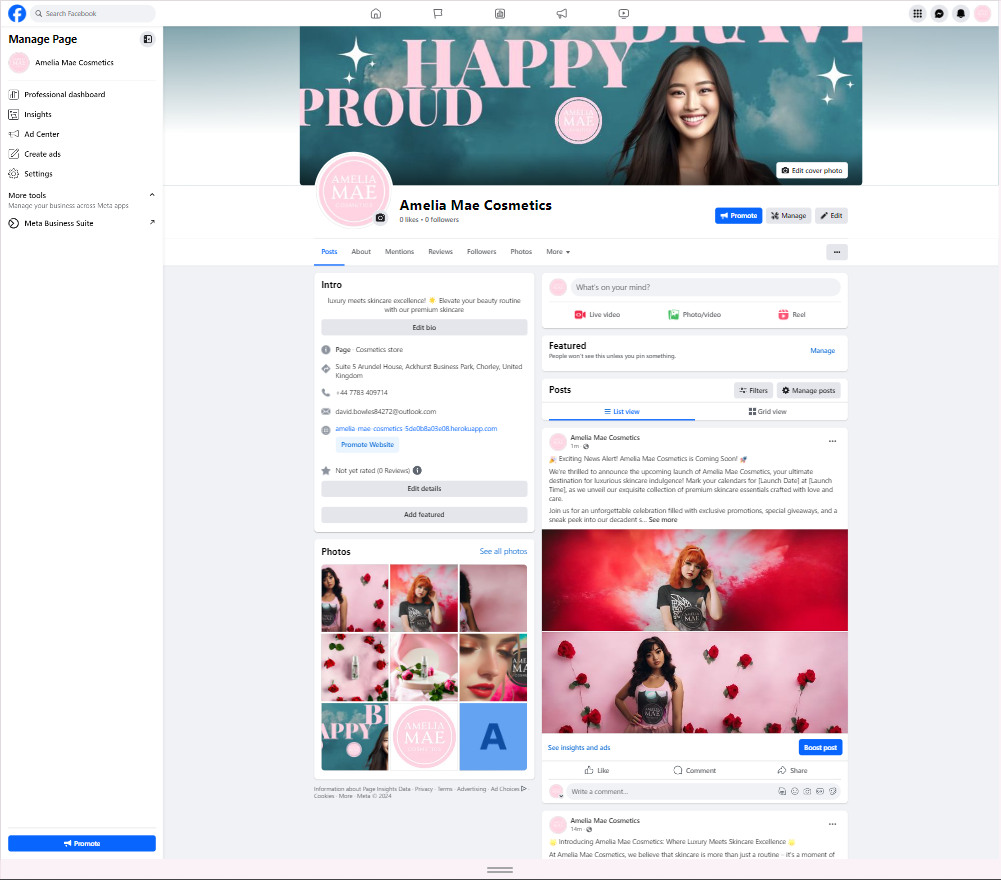 Search Facebook
Manage Page
Amelia Mae Cosmetics
Professional dashboard
Insights
Ad Center
Create ads
Settings
More tools
Manage your business across Meta apps
Meta Business Suite
Promote
BRAVE
HAPPY
PROUD
AMELIA
MAE
Edit cover photo
AMELIA
MAE
COSMETICS
Amelia Mae Cosmetics
0 likes • 0 followers
Promote
Manage
Edit
Posts
About
Mentions
Reviews
Followers
Photos
More
Intro
luxury meets skincare excellence! 🌟 Elevate your beauty routine
with our premium skincare
Edit bio
Page · Cosmetics store
Suite 5 Arundel House, Ackhurst Business Park, Chorley, United
Kingdom
+44 7783 409714
david.bowles84272@outlook.com
amelia-mae-cosmetics-5de0b8a03e08.herokuapp.com
Promote Website
Not yet rated (0 Reviews)
Edit details
Add featured
Photos
See all photos
APPY
B
AMELIA
MAE
A
Information about Page Insights Data · Privacy · Terms · Advertising · Ad Choices ·
Cookies · More · Meta © 2024
What's on your mind?
Live video
Photo/video
Reel
Featured
People won't see this unless you pin something.
Manage
Posts
Filters
Manage posts
List view
Grid view
Amelia Mae Cosmetics
1m ·
🎉 Exciting News Alert! Amelia Mae Cosmetics is Coming Soon! 🚀
We're thrilled to announce the upcoming launch of Amelia Mae Cosmetics, your ultimate
destination for luxurious skincare indulgence! Mark your calendars for [Launch Date] at [Launch
Time], as we unveil our exquisite collection of premium skincare essentials crafted with love and
care.
Join us for an unforgettable celebration filled with exclusive promotions, special giveaways, and a
sneak peek into our decadent s... See more
AMELIA
MAE
See insights and ads
Boost post
Like
Comment
Share
Write a comment...
Amelia Mae Cosmetics
14m ·
🌟 Introducing Amelia Mae Cosmetics: Where Luxury Meets Skincare Excellence 🌟
At Amelia Mae Cosmetics, we believe that skincare is more than just a routine – it's a moment of